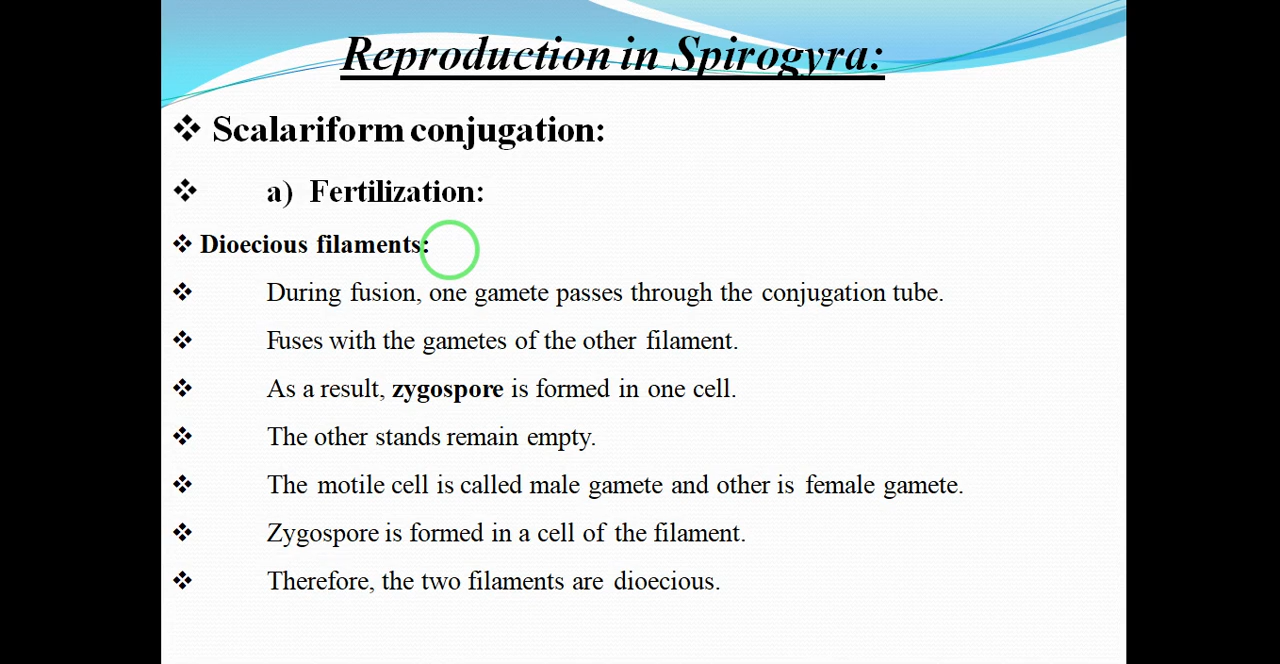 Reproduction in Spirogyra:
❖ Scalariform conjugation:
❖ a) Fertilization:
❖ Dioecious filaments:
❖ During fusion, one gamete passes through the conjugation tube.
❖ Fuses with the gametes of the other filament.
❖ As a result, zygospore is formed in one cell.
❖ The other stands remain empty.
❖ The motile cell is called male gamete and other is female gamete.
❖ Zygospore is formed in a cell of the filament.
❖ Therefore, the two filaments are dioecious.